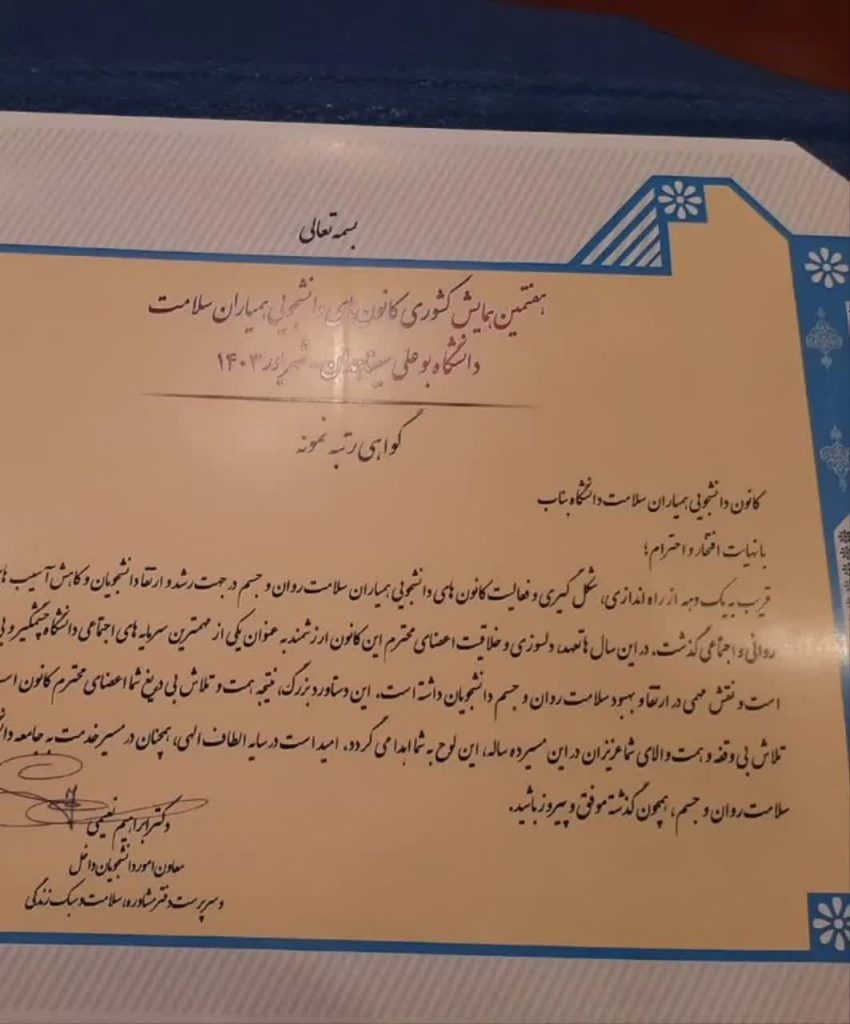 بسمه تعالی
هفتمین همایش کشوری کانون های دانشجویی همیاران سلامت
دانشگاه بوعلی سینا همدان - شهریور ۱۴۰۳
گواهی رتبه نمونه
کانون دانشجویی همیاران سلامت دانشگاه بناب
با نهایت افتخار و احترام؛
قریب به یک دهه از راه اندازی، شکل گیری و فعالیت کانون های دانشجویی همیاران سلامت روان و جسم در جهت رشد و ارتقا دانشجویان و کاهش آسیب
روانی و اجتماعی گذشت. در این سال ها تعهد، دلسوزی و خلاقیت اعضای محترم این کانون ارزشمند به عنوان یکی از مهمترین سرمایه های اجتماعی دانشگاه چشمگیر و
است و نقش مهمی در ارتقا و بهبود سلامت روان و جسم دانشجویان داشته است. این دستاورد بزرگ، نتیجه همت و تلاش بی دریغ شما اعضای محترم کانون
تلاش بی وقفه و همت والای شما عزیزان در این مسیر ده ساله، این لوح به شما اهدا می گردد. امید است در سایه الطاف الهی، همچنان در مسیر خدمت به جامعه
سلامت روان و جسم، همچون گذشته موفق و پیروز باشید.
دکتر ابراهیم نعیمی
معاون امور دانشجویان داخل
و سرپرست دفتر مشاوره، سلامت و سبک زندگی